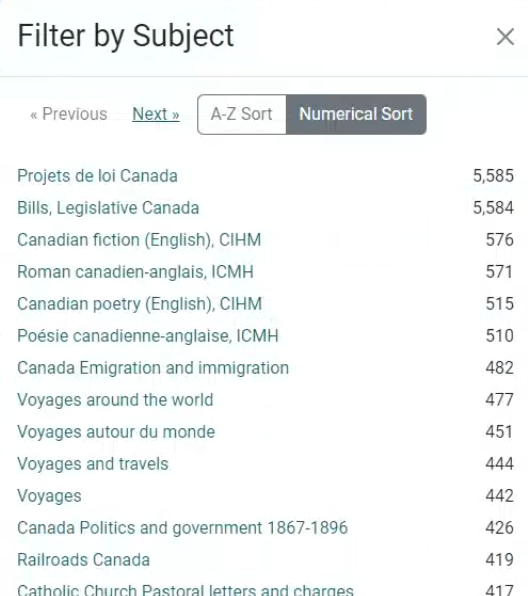 Filter by Subject ×
« Previous Next » A-Z Sort Numerical Sort
Projets de loi Canada 5,585
Bills, Legislative Canada 5,584
Canadian fiction (English), CIHM 576
Roman canadien-anglais, ICMH 571
Canadian poetry (English), CIHM 515
Poésie canadienne-anglaise, ICMH 510
Canada Emigration and immigration 482
Voyages around the world 477
Voyages autour du monde 451
Voyages and travels 444
Voyages 442
Canada Politics and government 1867-1896 426
Railroads Canada 419
Catholic Church Pastoral letters and charges 417